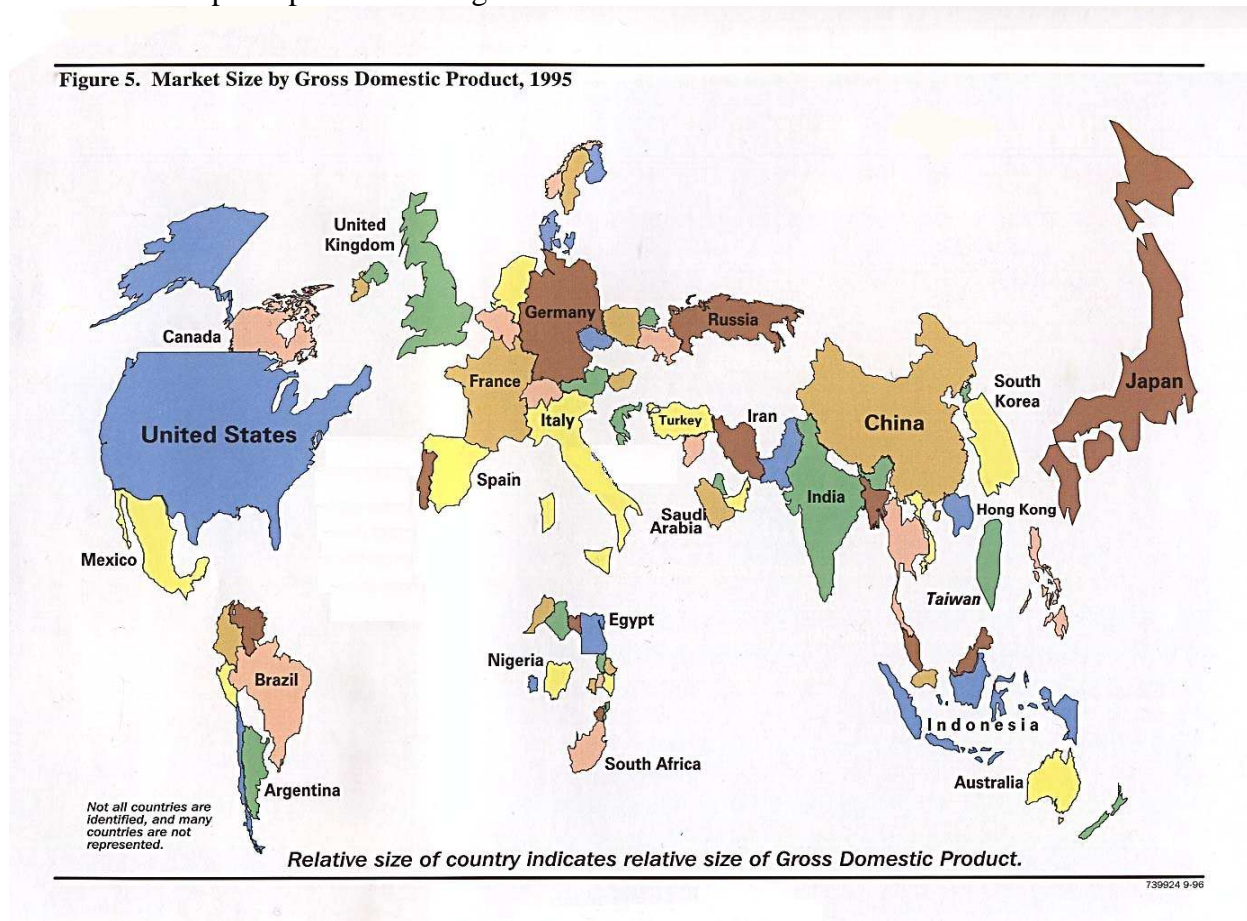 Figure 5. Market Size by Gross Domestic Product, 1995
United
Kingdom
Canada
Germany
Russia
France
United States
Italy
Turkey
Iran
China
South
Korea
Japan
Spain
India
Saudi
Arabia
Hong Kong
Mexico
Taiwan
Egypt
Nigeria
Brazil
Indonesia
South Africa
Australia
Argentina
Not all countries are
identified, and many
countries are not
represented.
Relative size of country indicates relative size of Gross Domestic Product.
739924 9-96